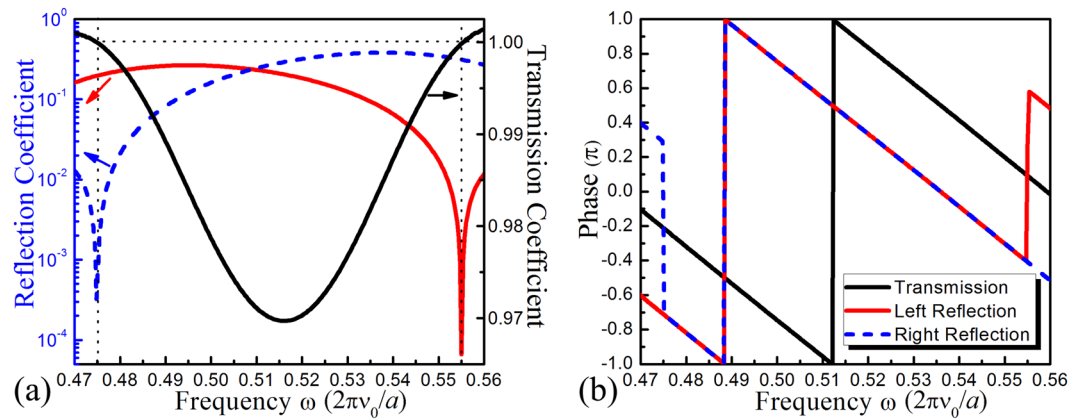 10^0
10^-1
10^-2
10^-3
10^-4
Reflection Coefficient
1.00
0.99
0.98
0.97
Transmission Coefficient
0.47 0.48 0.49 0.50 0.51 0.52 0.53 0.54 0.55 0.56
(a) Frequency ω (2πν₀/a)
1.0
0.8
0.6
0.4
0.2
0.0
-0.2
-0.4
-0.6
-0.8
-1.0
Phase (π)
Transmission
Left Reflection
Right Reflection
0.47 0.48 0.49 0.50 0.51 0.52 0.53 0.54 0.55 0.56
(b) Frequency ω (2πν₀/a)